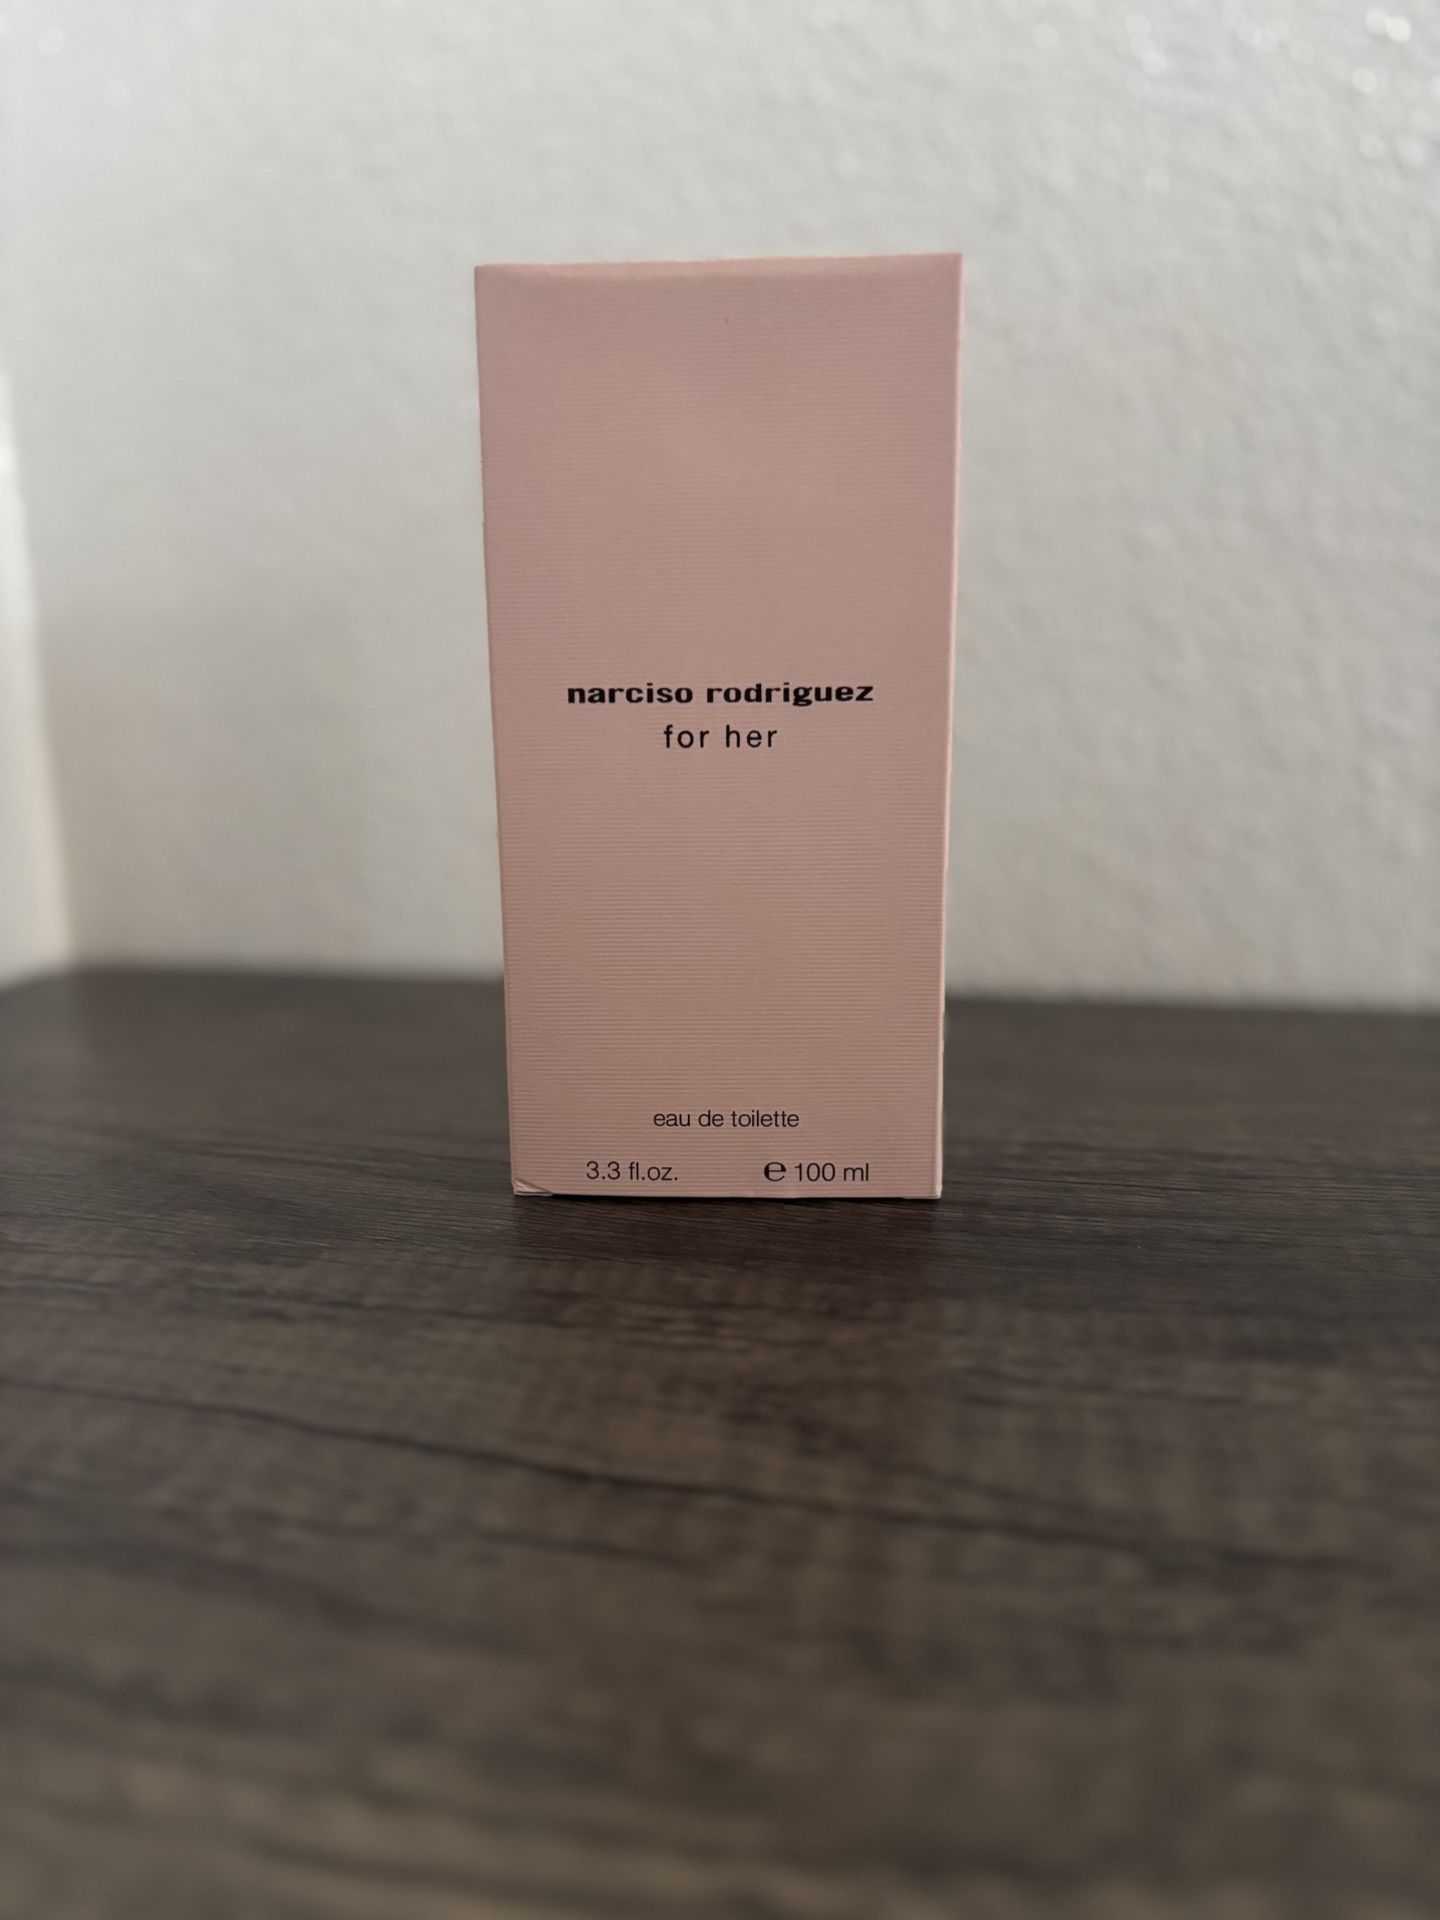 narciso rodriguez
for her
eau de toilette
3.3 fl.oz. ℮ 100 ml